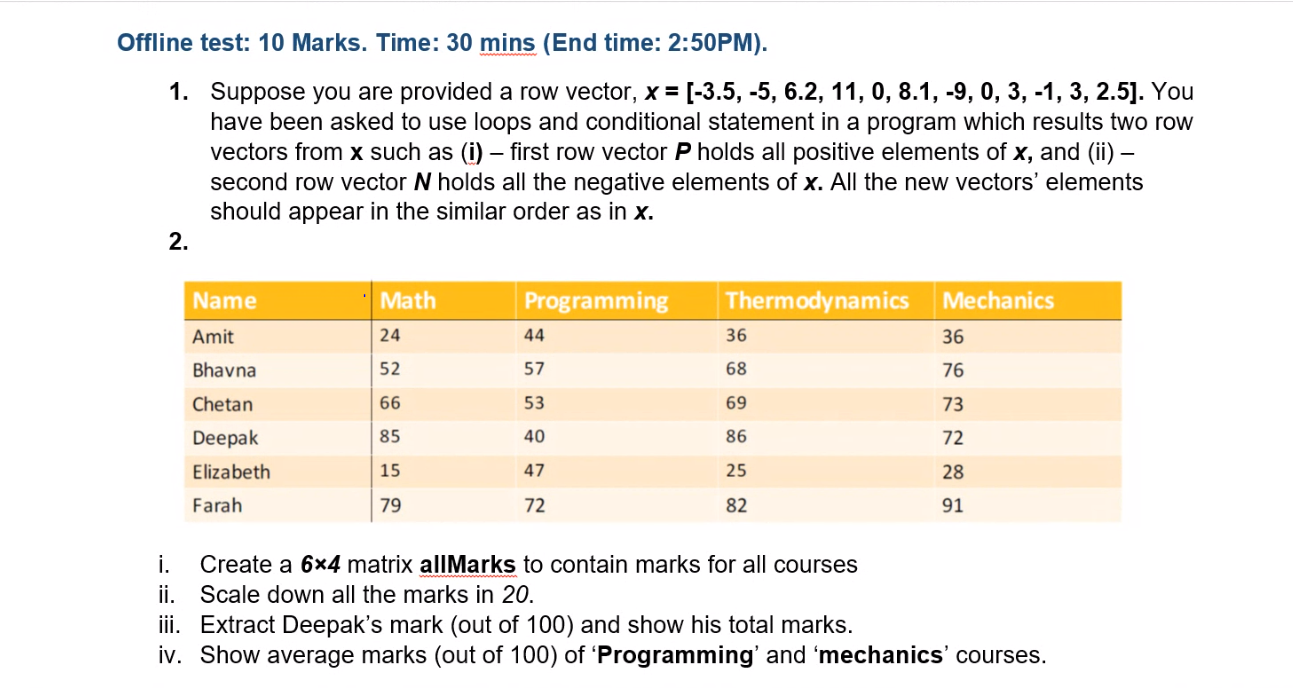 Offline test: 10 Marks. Time: 30 mins (End time: 2:50PM).
1. Suppose you are provided a row vector, x = [-3.5, -5, 6.2, 11, 0, 8.1, -9, 0, 3, -1, 3, 2.5]. You
have been asked to use loops and conditional statement in a program which results two row
vectors from x such as (i) – first row vector P holds all positive elements of x, and (ii) –
second row vector N holds all the negative elements of x. All the new vectors’ elements
should appear in the similar order as in x.
2.
Name Math Programming Thermodynamics Mechanics
Amit 24 44 36 36
Bhavna 52 57 68 76
Chetan 66 53 69 73
Deepak 85 40 86 72
Elizabeth 15 47 25 28
Farah 79 72 82 91
i. Create a 6×4 matrix allMarks to contain marks for all courses
ii. Scale down all the marks in 20.
iii. Extract Deepak’s mark (out of 100) and show his total marks.
iv. Show average marks (out of 100) of ‘Programming’ and ‘mechanics’ courses.